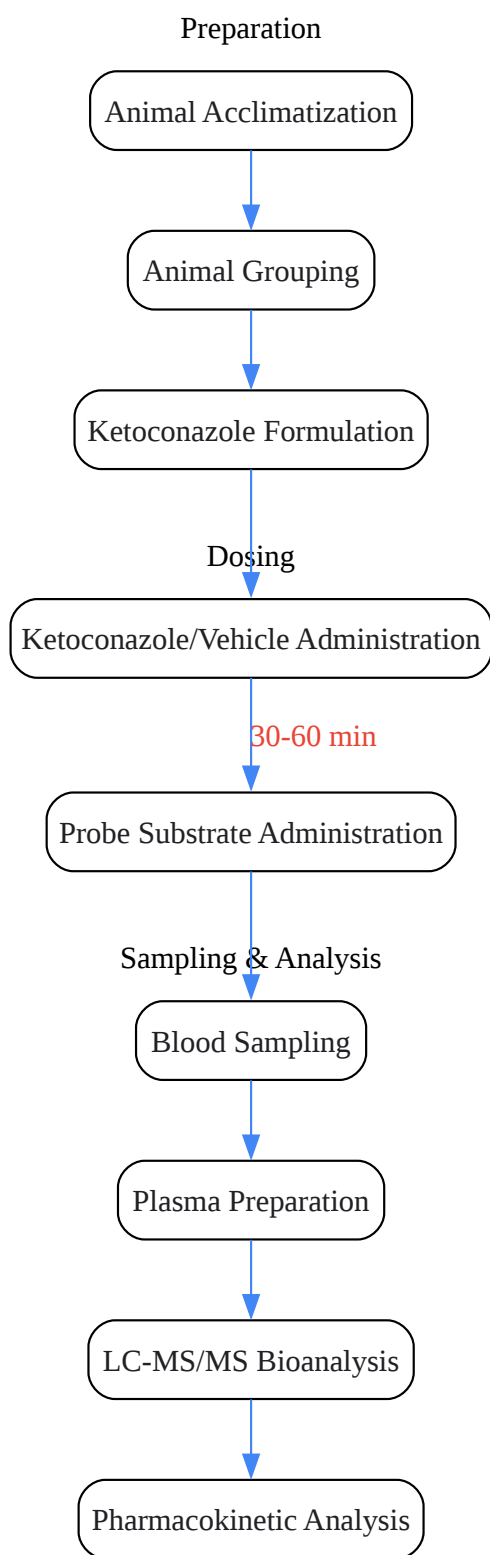 Preparation
Animal Acclimatization
Animal Grouping
Ketoconazole Formulation
Dosing
Ketoconazole/Vehicle Administration
30-60 min
Probe Substrate Administration
Sampling & Analysis
Blood Sampling
Plasma Preparation
LC-MS/MS Bioanalysis
Pharmacokinetic Analysis